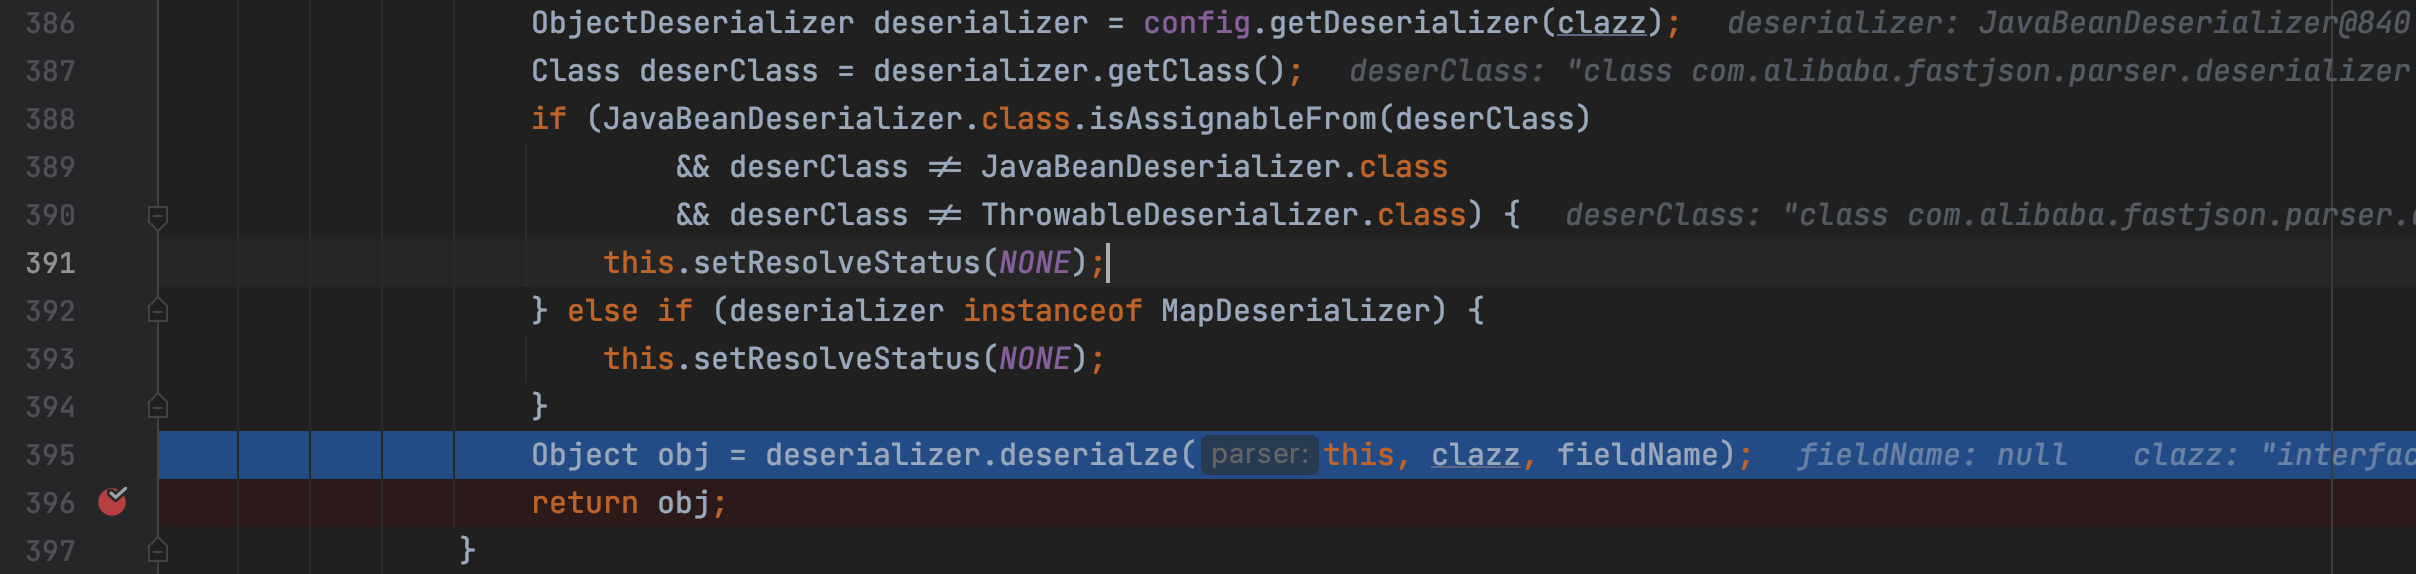 386 ObjectDeserializer deserializer = config.getDeserializer(clazz); deserializer: JavaBeanDeserializer@840
387 Class deserClass = deserializer.getClass(); deserClass: "class com.alibaba.fastjson.parser.deserializer
388 if (JavaBeanDeserializer.class.isAssignableFrom(deserClass)
389 && deserClass ≠ JavaBeanDeserializer.class
390 && deserClass ≠ ThrowableDeserializer.class) { deserClass: "class com.alibaba.fastjson.parser.
391 this.setResolveStatus(NONE);
392 } else if (deserializer instanceof MapDeserializer) {
393 this.setResolveStatus(NONE);
394 }
395 Object obj = deserializer.deserialze( parser: this, clazz, fieldName); fieldName: null clazz: "interfac
396 return obj;
397 }